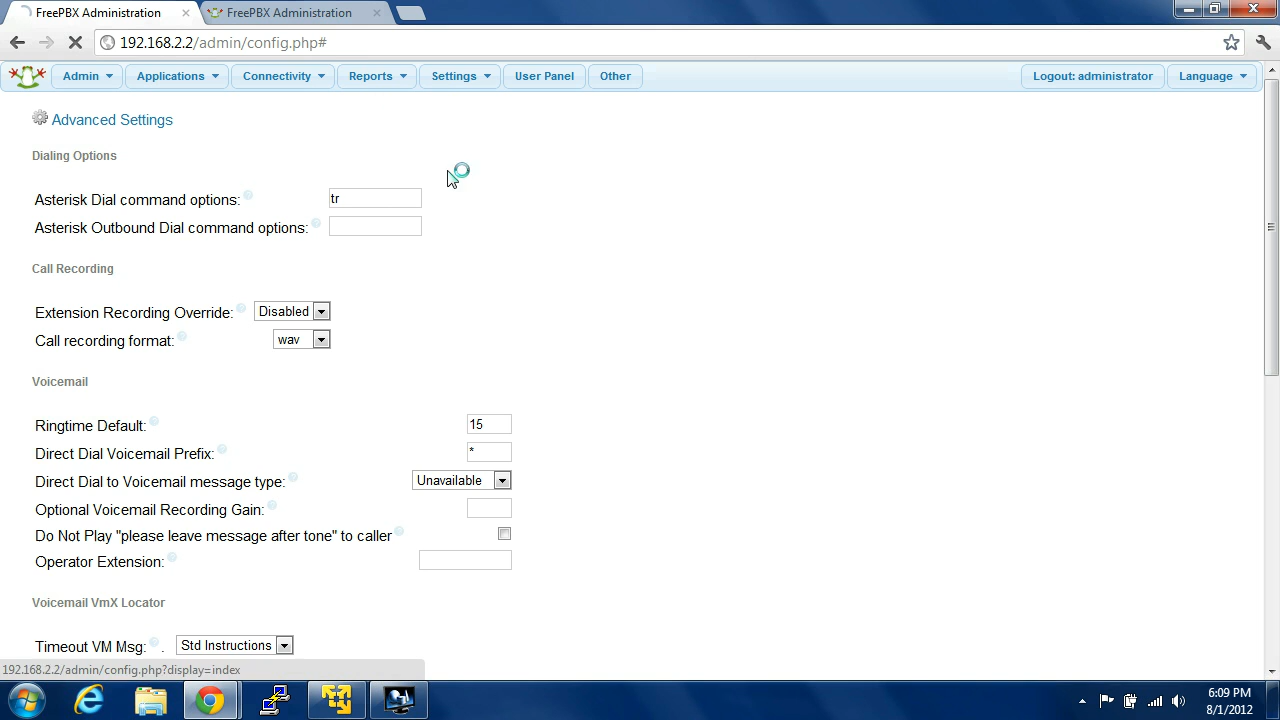 FreePBX Administration
FreePBX Administration
192.168.2.2/admin/config.php#
Admin
Applications
Connectivity
Reports
Settings
User Panel
Other
Logout: administrator
Language
Advanced Settings
Dialing Options
Asterisk Dial command options: tr
Asterisk Outbound Dial command options:
Call Recording
Extension Recording Override: Disabled
Call recording format: wav
Voicemail
Ringtime Default: 15
Direct Dial Voicemail Prefix: *
Direct Dial to Voicemail message type: Unavailable
Optional Voicemail Recording Gain:
Do Not Play "please leave message after tone" to caller
Operator Extension:
Voicemail VmX Locator
Timeout VM Msg: . Std Instructions
192.168.2.2/admin/config.php?display=index
6:09 PM
8/1/2012